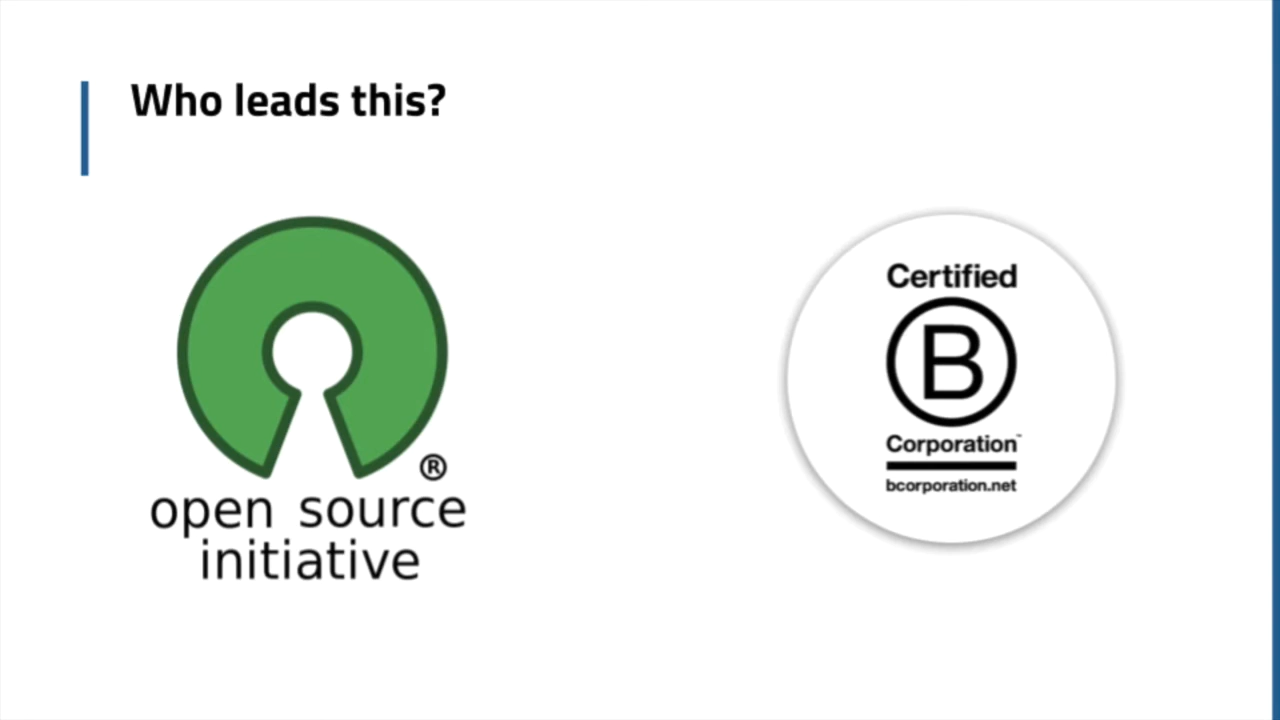 Who leads this?
®
open source
initiative
Certified
B
Corporation™
bcorporation.net